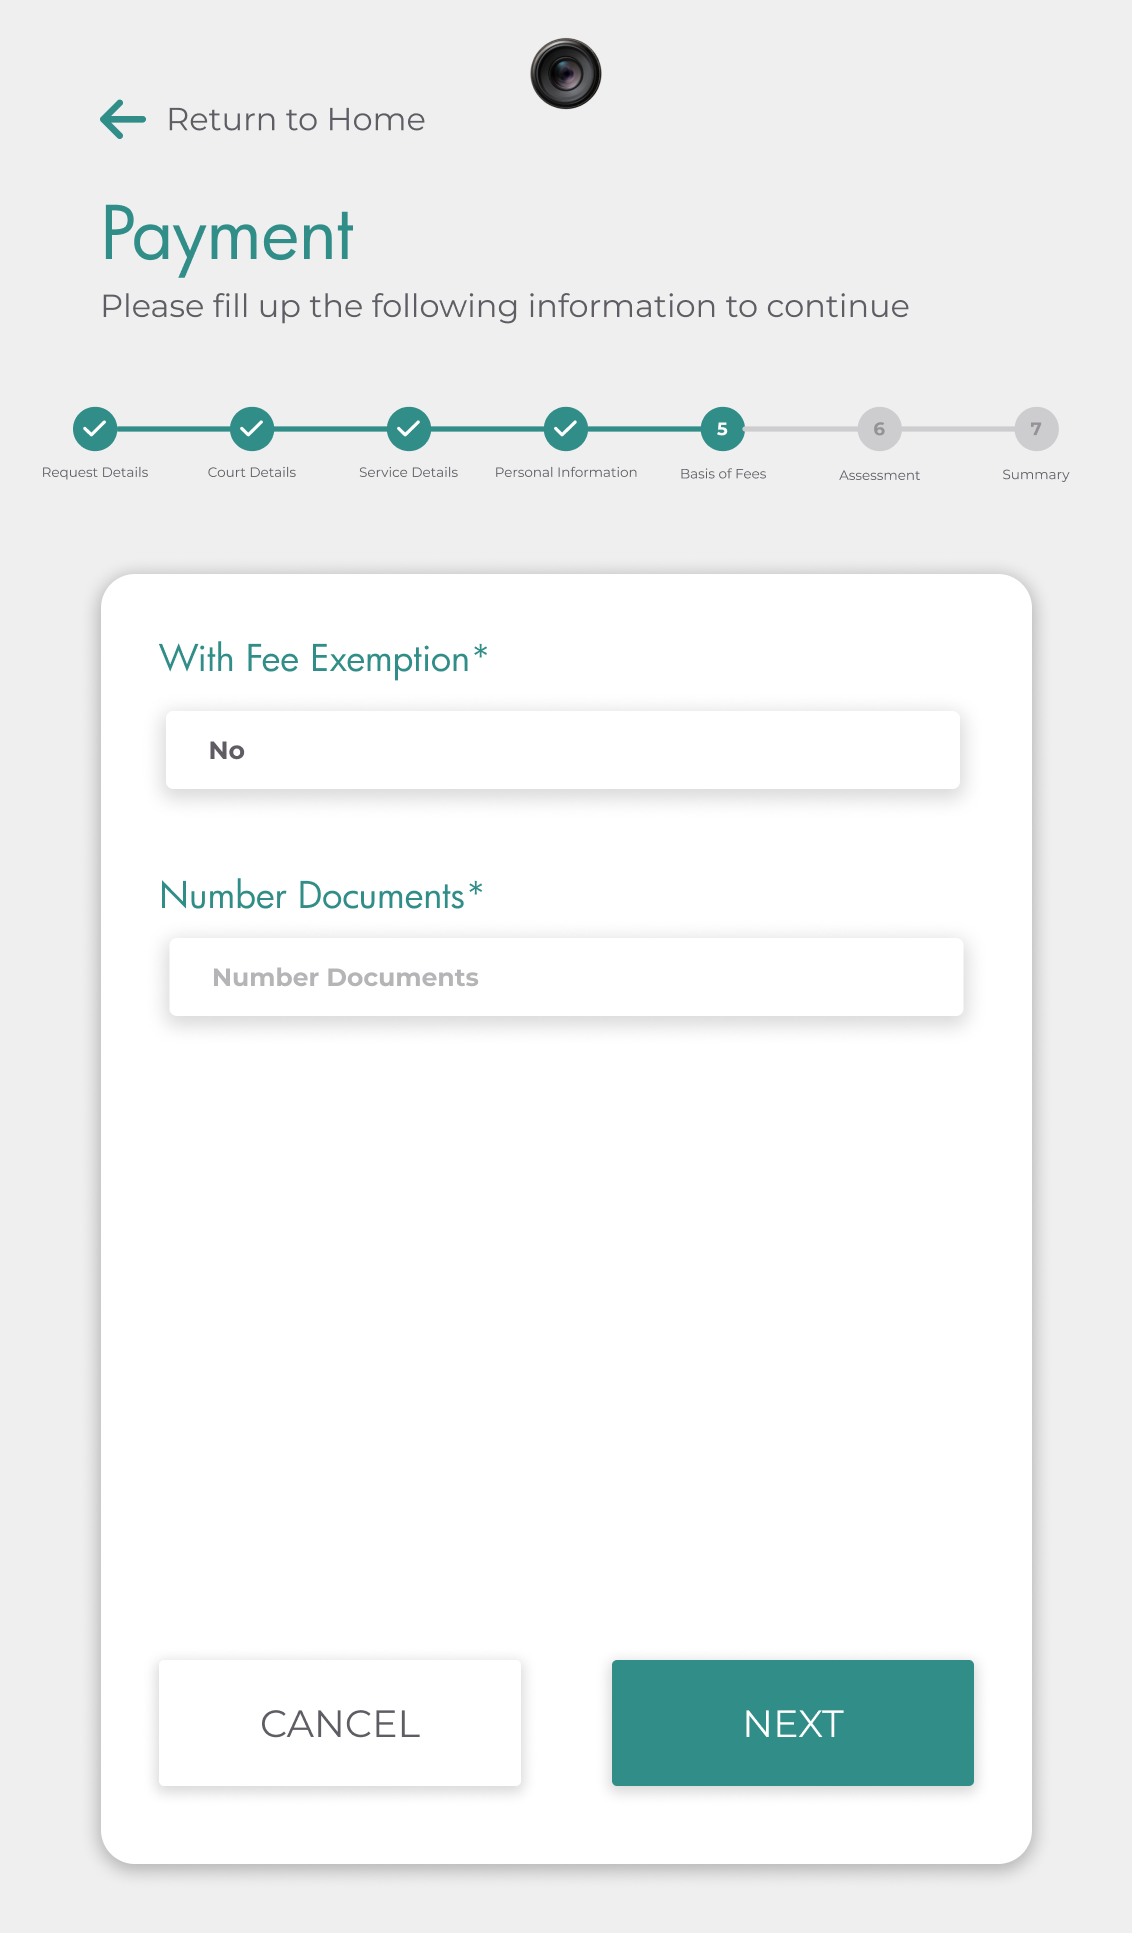 Return to Home
Payment
Please fill up the following information to continue
5
6
7
Request Details
Court Details
Service Details
Personal Information
Basis of Fees
Assessment
Summary
With Fee Exemption*
No
Number Documents*
Number Documents
CANCEL
NEXT